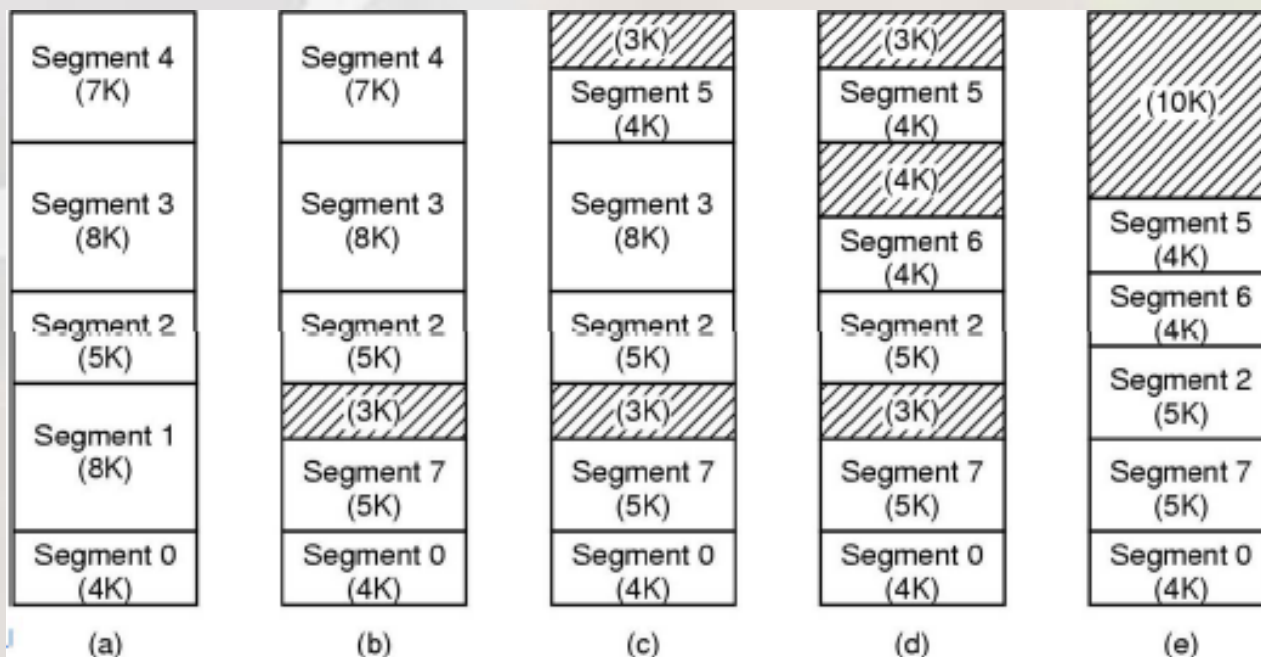 Segment 4
(7K)
Segment 3
(8K)
Segment 2
(5K)
Segment 1
(8K)
Segment 0
(4K)
(a)
Segment 4
(7K)
Segment 3
(8K)
Segment 2
(5K)
(3K)
Segment 7
(5K)
Segment 0
(4K)
(b)
(3K)
Segment 5
(4K)
Segment 3
(8K)
Segment 2
(5K)
(3K)
Segment 7
(5K)
Segment 0
(4K)
(c)
(3K)
Segment 5
(4K)
(4K)
Segment 6
(4K)
Segment 2
(5K)
(3K)
Segment 7
(5K)
Segment 0
(4K)
(d)
(10K)
Segment 5
(4K)
Segment 6
(4K)
Segment 2
(5K)
Segment 7
(5K)
Segment 0
(4K)
(e)